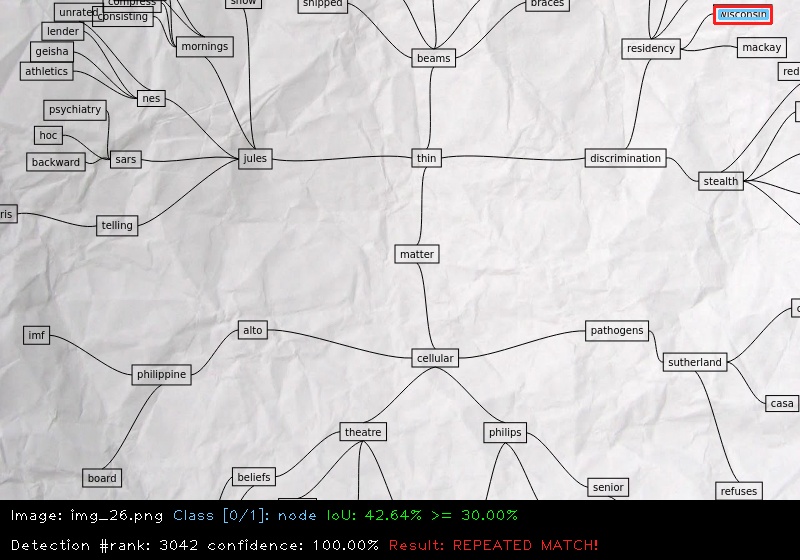 compress
show
shipped
braces
unrated
consisting
wisconsin
lender
mornings
residency
mackay
geisha
beams
athletics
red
nes
psychiatry
hoc
backward
sars
jules
thin
discrimination
stealth
ris
telling
matter
imf
alto
pathogens
philippine
cellular
sutherland
casa
theatre
philips
board
beliefs
senior
refuses
Image: img_26.png Class [0/1]: node IoU: 42.64% >= 30.00%
Detection #rank: 3042 confidence: 100.00% Result: REPEATED MATCH!